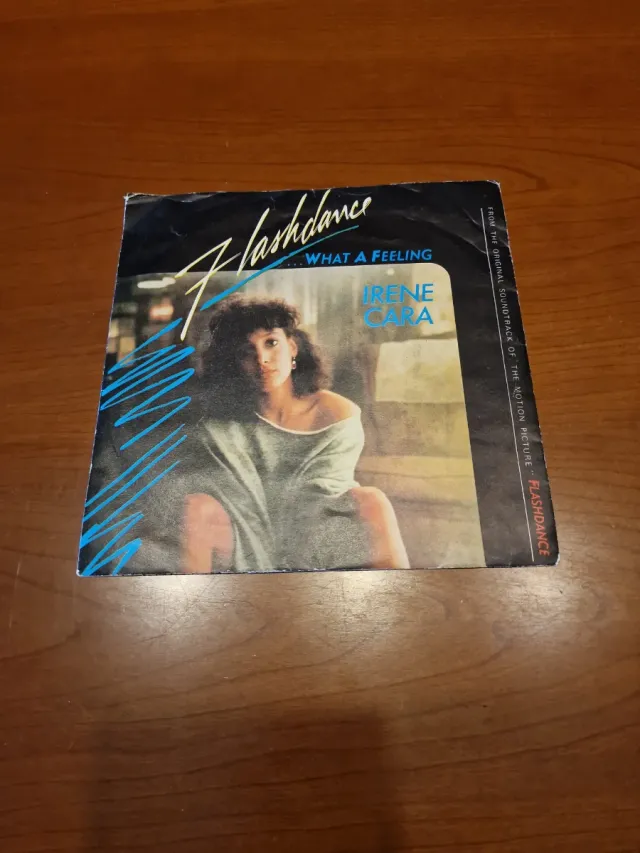 Flashdance
...WHAT A FEELING
IRENE
CARA
FROM THE ORIGINAL SOUNDTRACK OF "THE MOTION PICTURE" FLASHDANCE